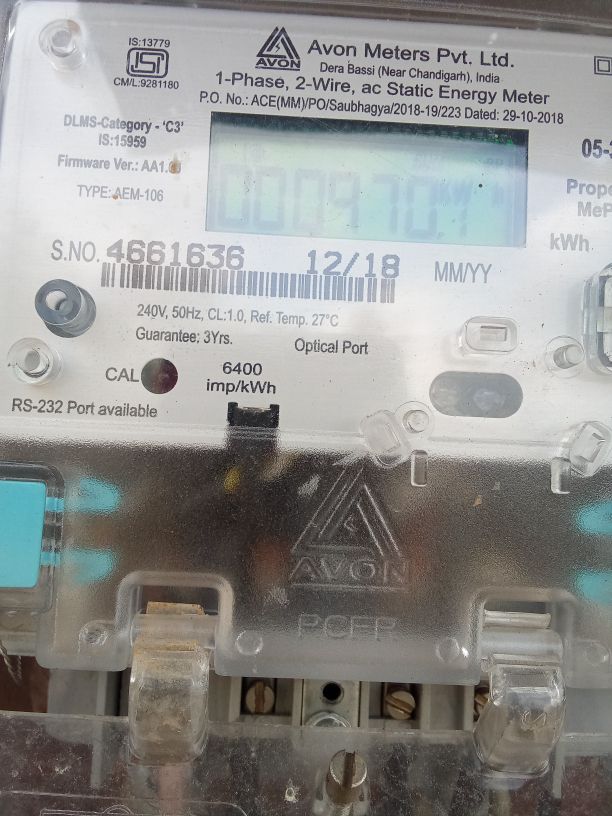 IS:13779
ISI
CM/L:9281180
AVON
Avon Meters Pvt. Ltd.
Dera Bassi (Near Chandigarh), India
1-Phase, 2-Wire, ac Static Energy Meter
P.O. No.: ACE(MM)/PO/Saubhagya/2018-19/223 Dated: 29-10-2018
DLMS-Category - 'C3'
IS:15959
Firmware Ver.: AA1.
TYPE: AEM-106
05-
kWh
S.NO. 4661636 12/18 MM/YY
240V, 50Hz, CL:1.0, Ref. Temp. 27°C
Guarantee; 3Yrs.
Optical Port
CAL
6400
imp/kWh
RS-232 Port available
AVON